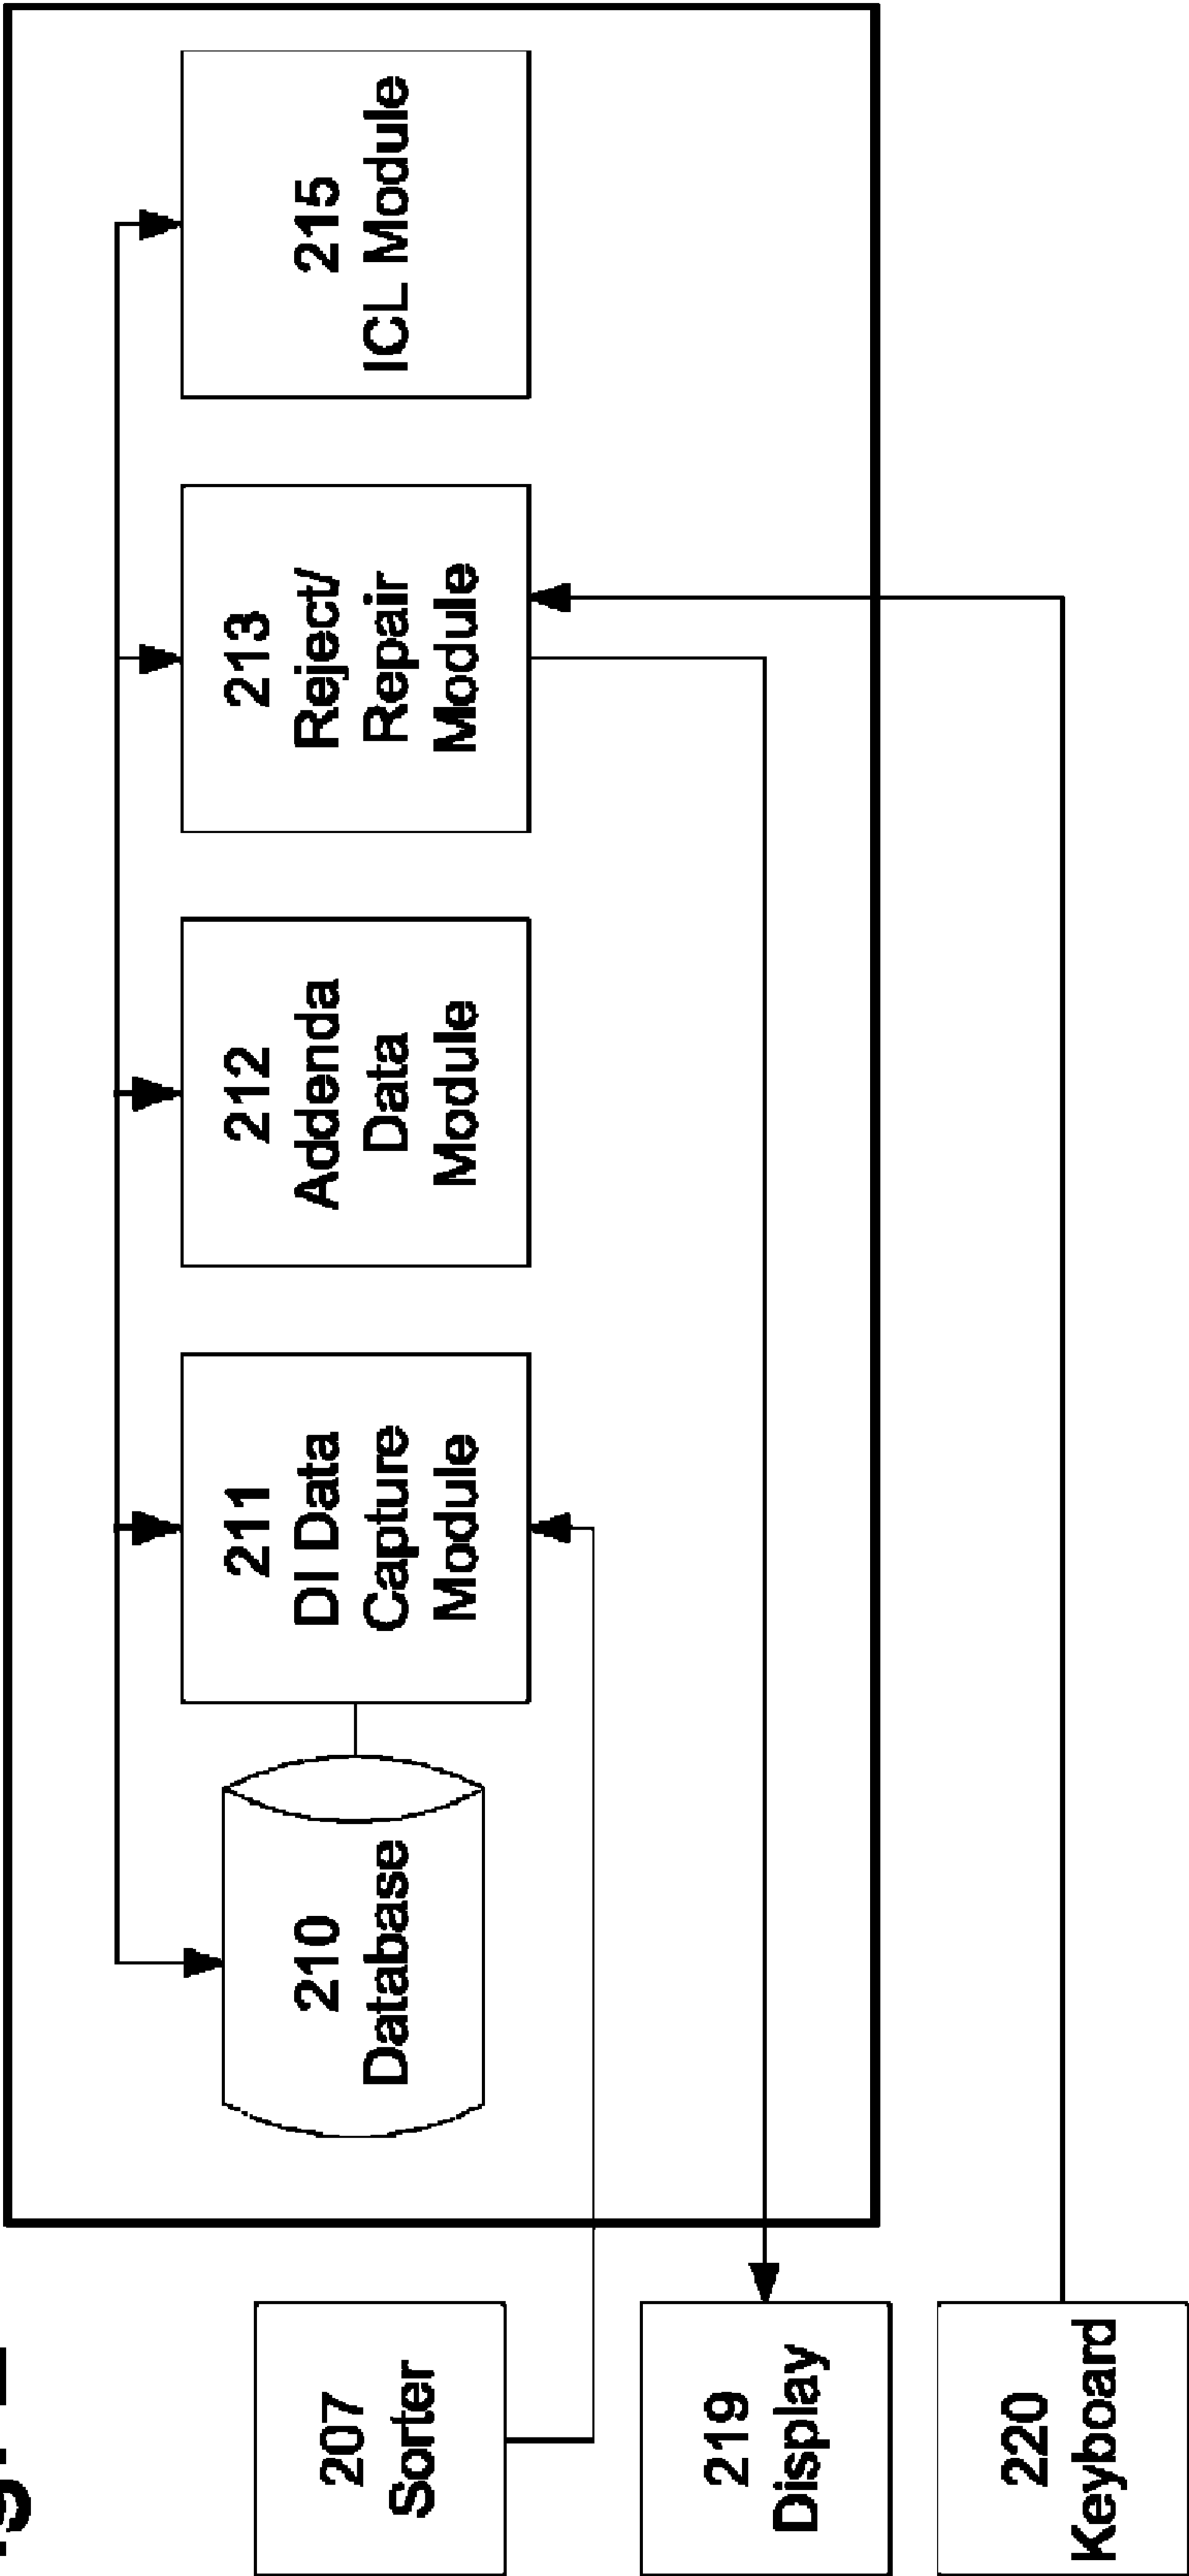 207
Sorter
219
Display
220
Keyboard
210
Database
211
DI Data
Capture
Module
212
Addenda
Data
Module
213
Reject/
Repair
Module
215
ICL Module